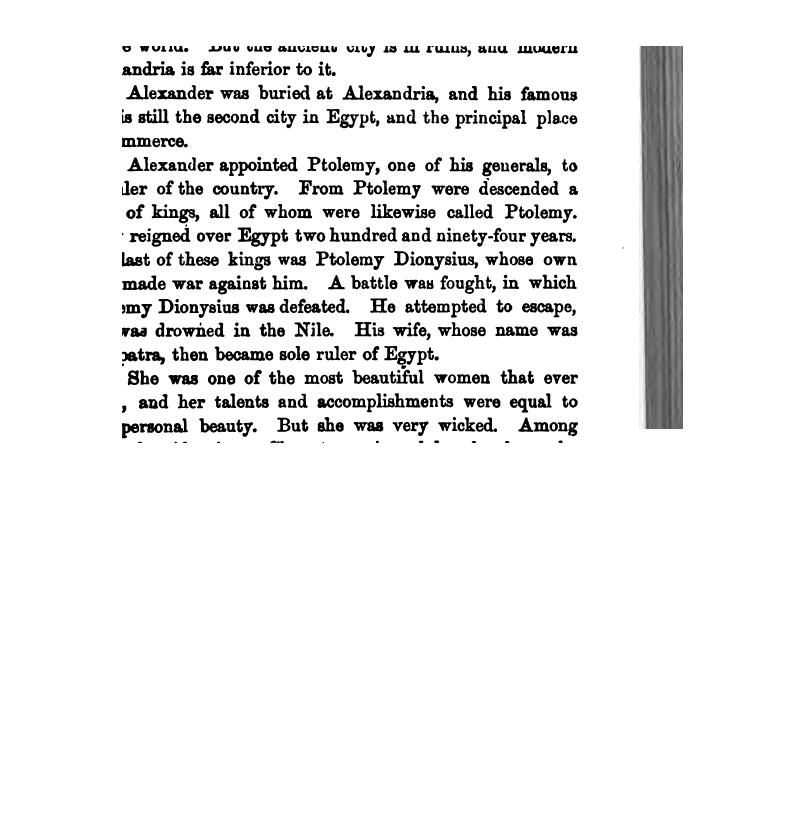 world. But the ancient city is in ruins, and modern
andria is far inferior to it.
Alexander was buried at Alexandria, and his famous
is still the second city in Egypt, and the principal place
mmerce.
Alexander appointed Ptolemy, one of his generals, to
ler of the country. From Ptolemy were descended a
of kings, all of whom were likewise called Ptolemy.
reigned over Egypt two hundred and ninety-four years.
last of these kings was Ptolemy Dionysius, whose own
made war against him. A battle was fought, in which
my Dionysius was defeated. He attempted to escape,
was drowned in the Nile. His wife, whose name was
patra, then became sole ruler of Egypt.
She was one of the most beautiful women that ever
, and her talents and accomplishments were equal to
personal beauty. But she was very wicked. Among